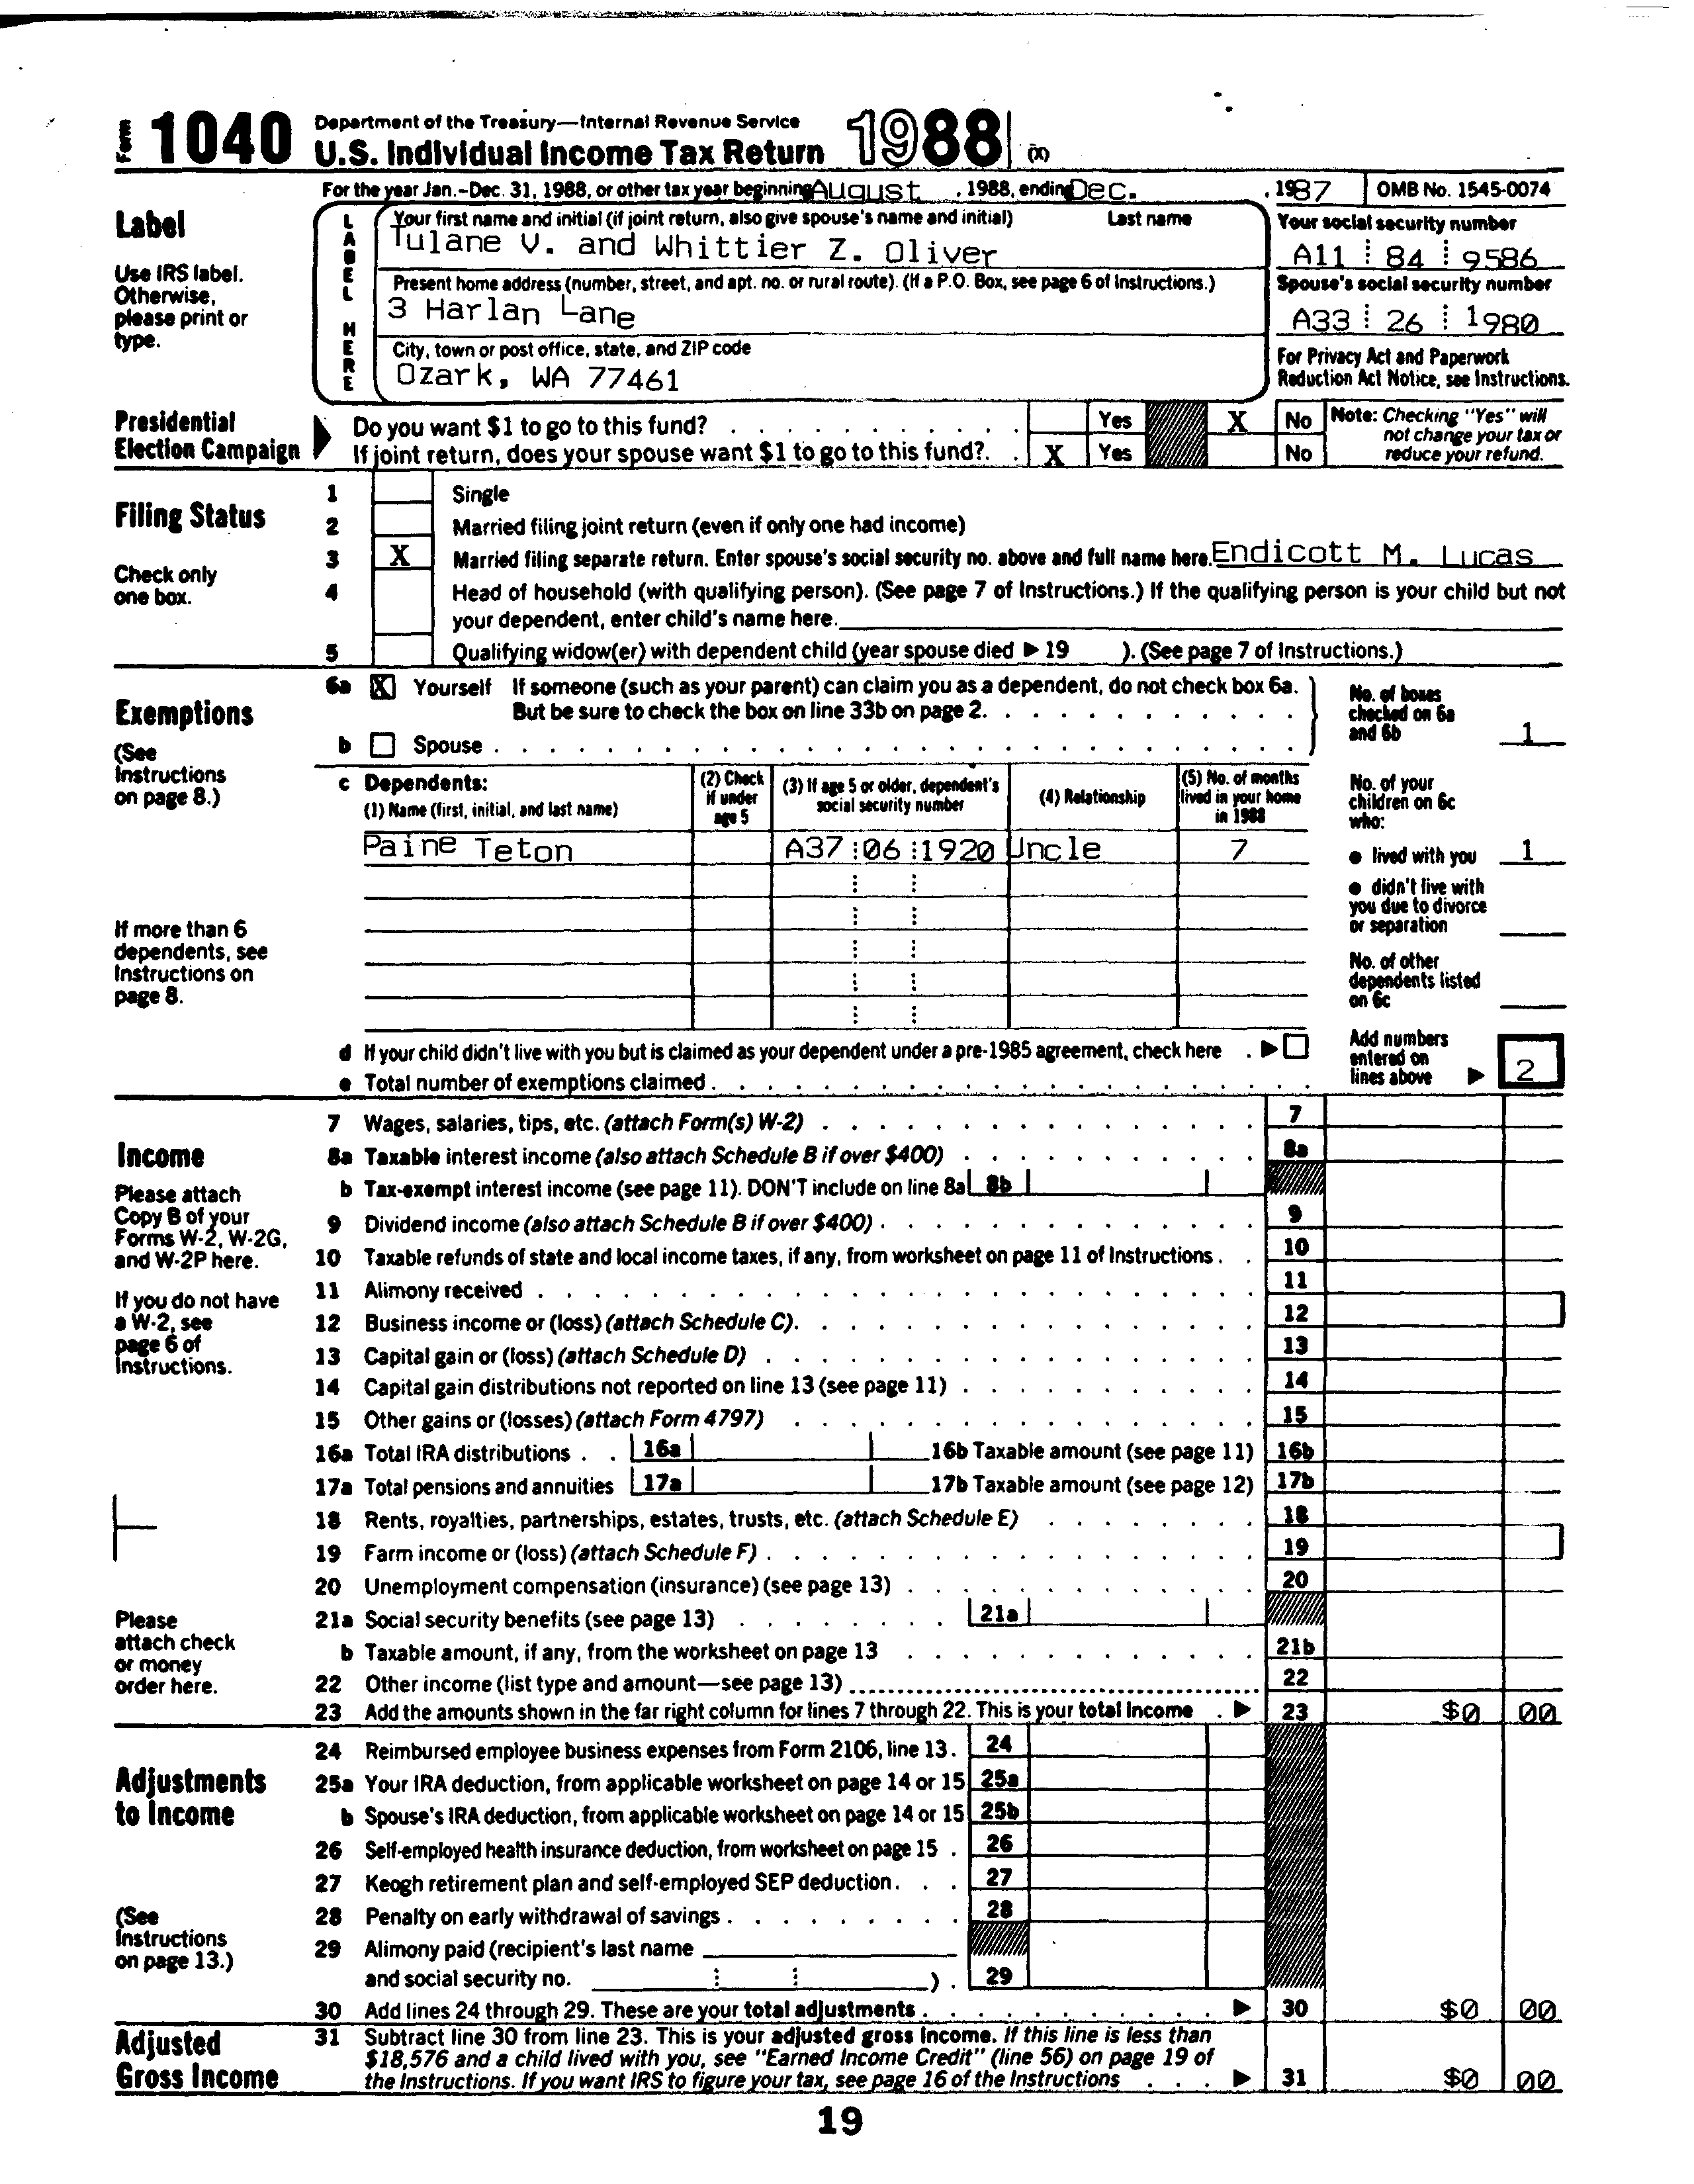 Form 1040 Department of the Treasury—Internal Revenue Service
U.S. Individual Income Tax Return 1988 (X)
For the year Jan.-Dec. 31, 1988, or other tax year beginning August , 1988, ending Dec. , 1987 OMB No. 1545-0074
Label
Use IRS label.
Otherwise,
please print or
type.
LABEL HERE
Your first name and initial (if joint return, also give spouse's name and initial) Last name
Tulane V. and Whittier Z. Oliver
Present home address (number, street, and apt. no. or rural route). (If a P.O. Box, see page 6 of Instructions.)
3 Harlan Lane
City, town or post office, state, and ZIP code
Ozark, WA 77461
Your social security number
A11 84 9586
Spouse's social security number
A33 26 1980
For Privacy Act and Paperwork
Reduction Act Notice, see Instructions.
Presidential
Election Campaign
Do you want $1 to go to this fund? . . . . . . . . . . Yes X No
If joint return, does your spouse want $1 to go to this fund?. . X Yes No
Note: Checking "Yes" will
not change your tax or
reduce your refund.
Filing Status
Check only
one box.
1 Single
2 Married filing joint return (even if only one had income)
3 X Married filing separate return. Enter spouse's social security no. above and full name here. Endicott M. Lucas
4 Head of household (with qualifying person). (See page 7 of Instructions.) If the qualifying person is your child but not
your dependent, enter child's name here.
5 Qualifying widow(er) with dependent child (year spouse died ▶ 19 ). (See page 7 of Instructions.)
Exemptions
(See
Instructions
on page 8.)
If more than 6
dependents, see
Instructions on
page 8.
6a X Yourself If someone (such as your parent) can claim you as a dependent, do not check box 6a.
But be sure to check the box on line 33b on page 2.
b Spouse
No. of boxes
checked on 6a
and 6b 1
c Dependents:
(1) Name (first, initial, and last name)
(2) Check
if under
age 5
(3) If age 5 or older, dependent's
social security number
(4) Relationship
(5) No. of months
lived in your home
in 1988
Paine Teton A37 06 1920 Uncle 7
No. of your
children on 6c
who:
● lived with you 1
● didn't live with
you due to divorce
or separation
No. of other
dependents listed
on 6c
d If your child didn't live with you but is claimed as your dependent under a pre-1985 agreement, check here . ▶
e Total number of exemptions claimed
Add numbers
entered on
lines above ▶ 2
Income
Please attach
Copy B of your
Forms W-2, W-2G,
and W-2P here.
If you do not have
a W-2, see
page 6 of
Instructions.
Please
attach check
or money
order here.
7 Wages, salaries, tips, etc. (attach Form(s) W-2) 7
8a Taxable interest income (also attach Schedule B if over $400) 8a
b Tax-exempt interest income (see page 11). DON'T include on line 8a 8b
9 Dividend income (also attach Schedule B if over $400) 9
10 Taxable refunds of state and local income taxes, if any, from worksheet on page 11 of Instructions . . 10
11 Alimony received 11
12 Business income or (loss) (attach Schedule C). 12
13 Capital gain or (loss) (attach Schedule D) 13
14 Capital gain distributions not reported on line 13 (see page 11) 14
15 Other gains or (losses) (attach Form 4797) 15
16a Total IRA distributions . . 16a 16b Taxable amount (see page 11) 16b
17a Total pensions and annuities 17a 17b Taxable amount (see page 12) 17b
18 Rents, royalties, partnerships, estates, trusts, etc. (attach Schedule E) 18
19 Farm income or (loss) (attach Schedule F) 19
20 Unemployment compensation (insurance) (see page 13) 20
21a Social security benefits (see page 13) 21a
b Taxable amount, if any, from the worksheet on page 13 21b
22 Other income (list type and amount—see page 13) 22
23 Add the amounts shown in the far right column for lines 7 through 22. This is your total income . ▶ 23 $0 00
Adjustments
to Income
(See
Instructions
on page 13.)
24 Reimbursed employee business expenses from Form 2106, line 13 . 24
25a Your IRA deduction, from applicable worksheet on page 14 or 15 25a
b Spouse's IRA deduction, from applicable worksheet on page 14 or 15 25b
26 Self-employed health insurance deduction, from worksheet on page 15 . 26
27 Keogh retirement plan and self-employed SEP deduction . . . 27
28 Penalty on early withdrawal of savings 28
29 Alimony paid (recipient's last name
and social security no. ) . 29
30 Add lines 24 through 29. These are your total adjustments ▶ 30 $0 00
Adjusted
Gross Income
31 Subtract line 30 from line 23. This is your adjusted gross income. If this line is less than
$18,576 and a child lived with you, see "Earned Income Credit" (line 56) on page 19 of
the Instructions. If you want IRS to figure your tax, see page 16 of the Instructions . . . ▶ 31 $0 00
19